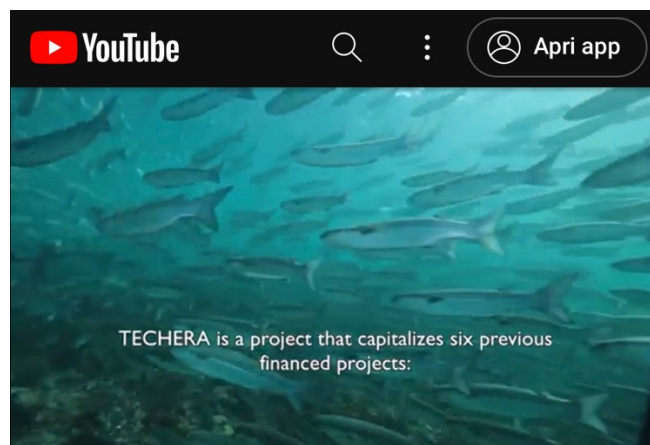 YouTube
Apri app
TECHERA is a project that capitalizes six previous
financed projects: